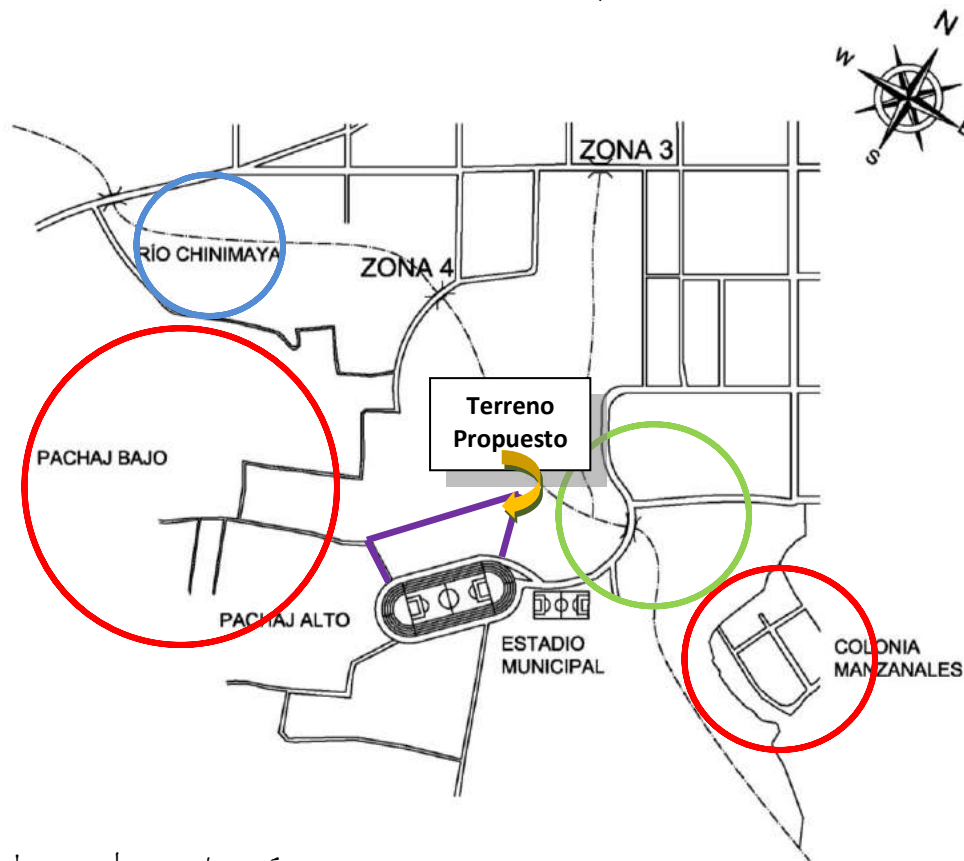 N
W
E
S
ZONA 3
RÍO CHINIMAYA
ZONA 4
Terreno
Propuesto
PACHAJ BAJO
PACHAJ ALTO
ESTADIO
MUNICIPAL
COLONIA
MANZANALES